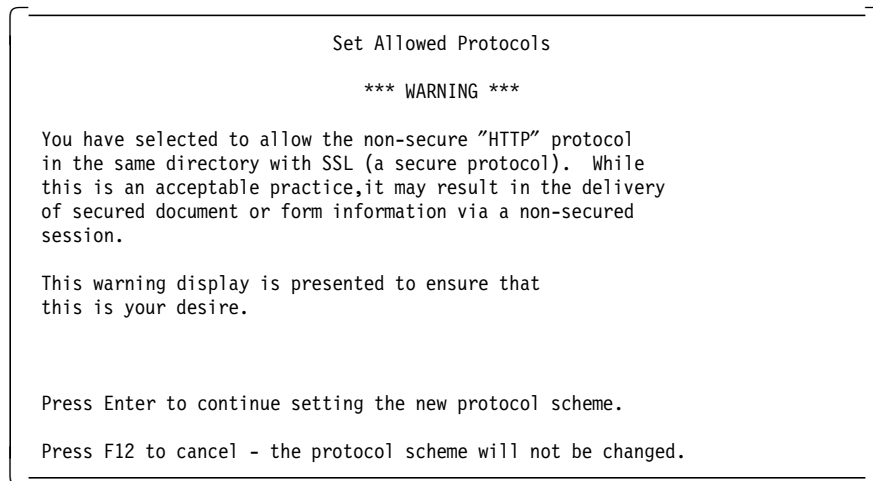 Set Allowed Protocols
*** WARNING ***
You have selected to allow the non-secure ″HTTP″ protocol
in the same directory with SSL (a secure protocol).  While
this is an acceptable practice,it may result in the delivery
of secured document or form information via a non-secured
session.
This warning display is presented to ensure that
this is your desire.
Press Enter to continue setting the new protocol scheme.
Press F12 to cancel - the protocol scheme will not be changed.